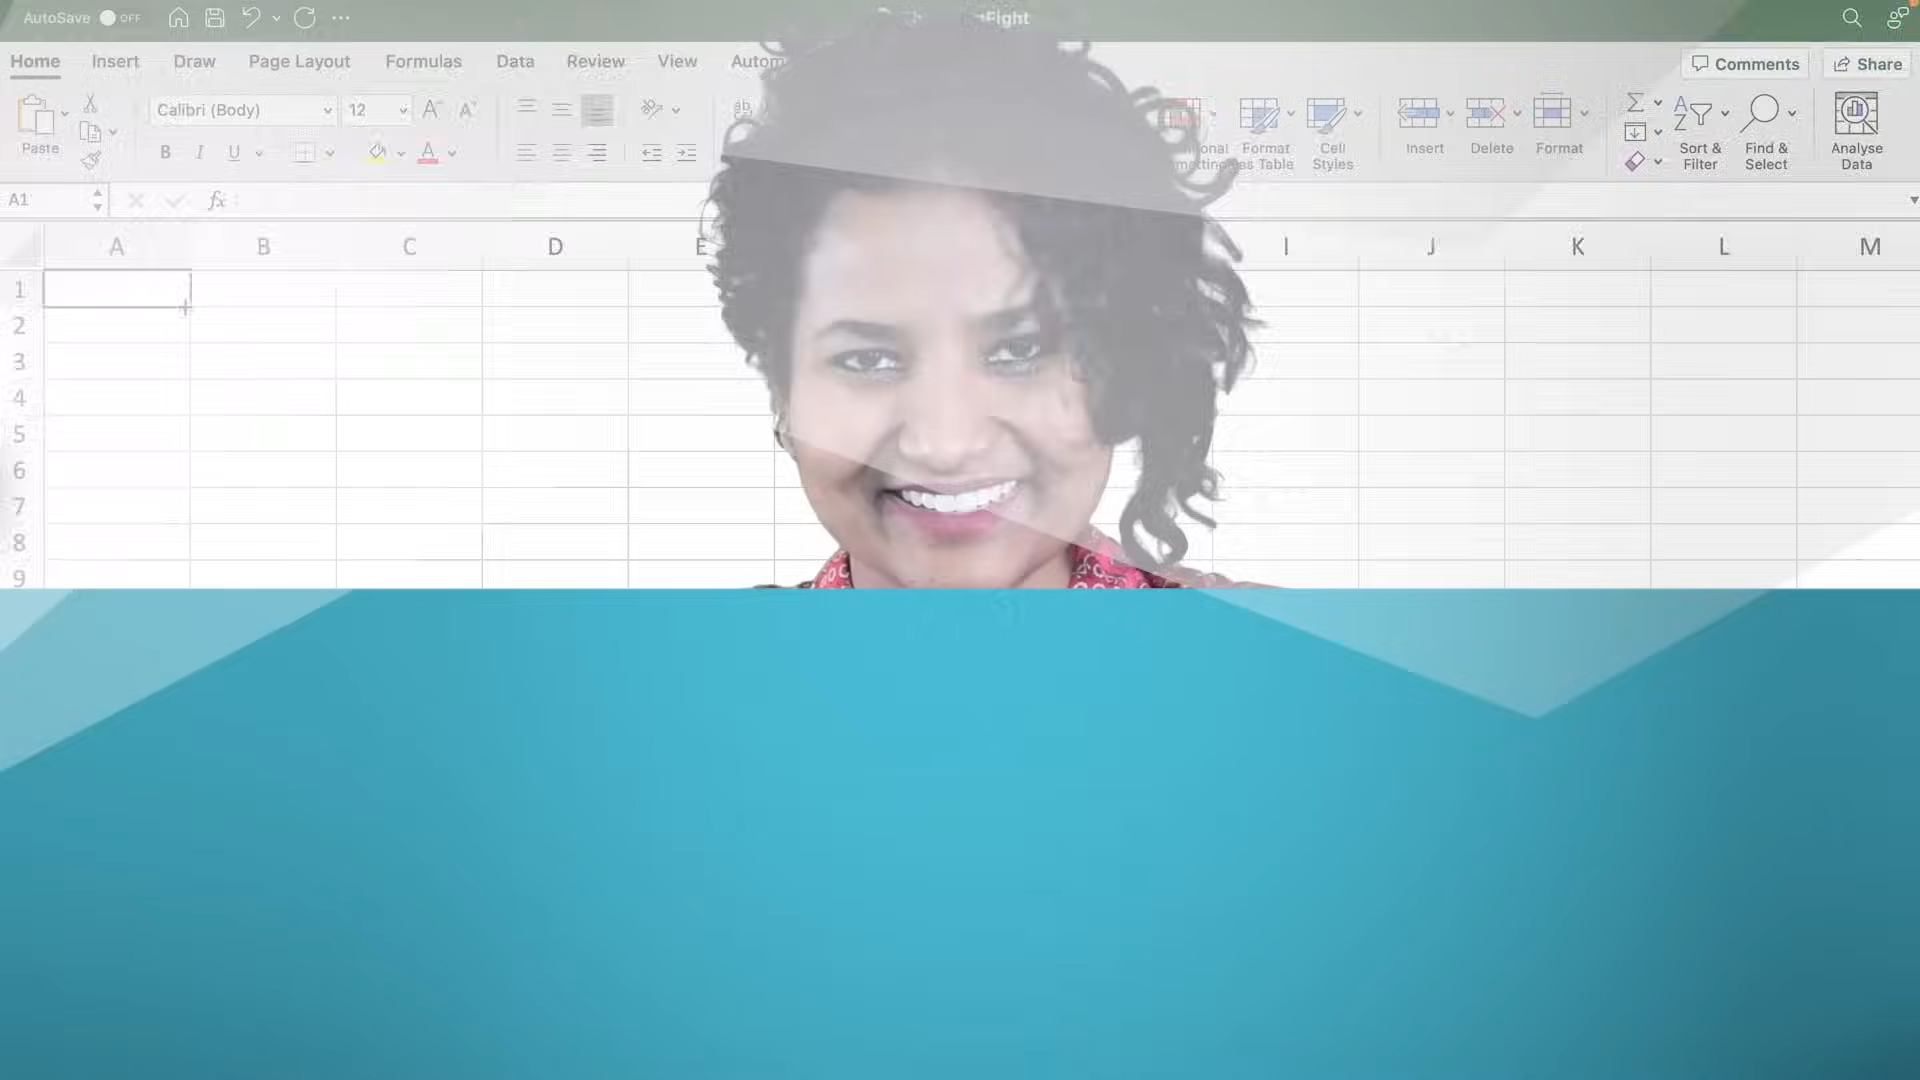 AutoSave OFF
Fight
Home Insert Draw Page Layout Formulas Data Review View Autom
Comments Share
Calibri (Body) 12
ab
Paste
B I U A
Format as Table
Cell Styles
Insert Delete Format
Sort & Filter
Find & Select
Analyse Data
A1 fx
A B C D E I J K L M
1
2
3
4
5
6
7
8
9